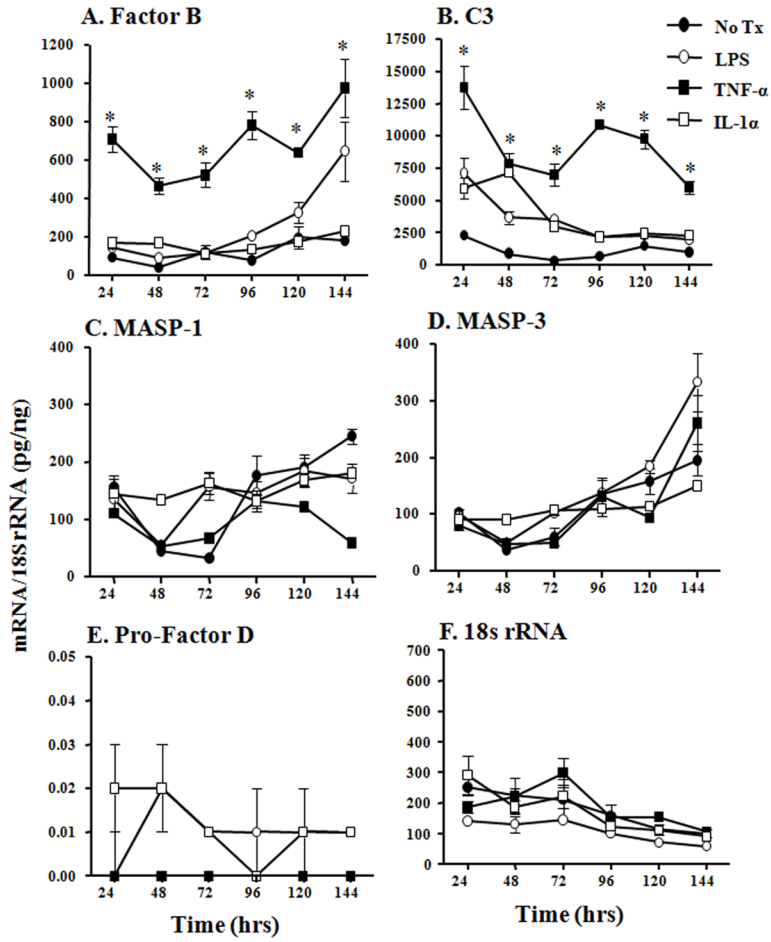 A. Factor B
B. C3
No Tx
LPS
TNF-α
IL-1α
1200
1000
800
600
400
200
0
* * * * * *
24 48 72 96 120 144
17500
15000
12500
10000
7500
5000
2500
0
* * * * * *
24 48 72 96 120 144
mRNA/18SrRNA (pg/ng)
C. MASP-1
400
300
200
100
0
24 48 72 96 120 144
D. MASP-3
400
300
200
100
0
24 48 72 96 120 144
E. Pro-Factor D
0.05
0.04
0.03
0.02
0.01
0.00
24 48 72 96 120 144
Time (hrs)
F. 18s rRNA
700
600
500
400
300
200
100
0
24 48 72 96 120 144
Time (hrs)